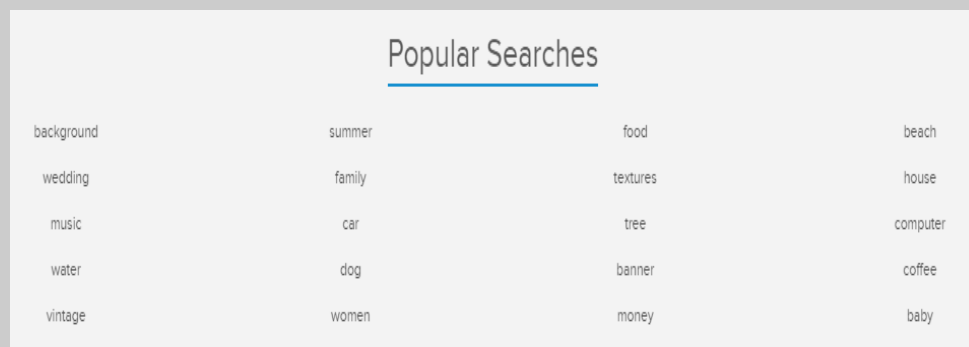 Popular Searches
background summer food beach
wedding family textures house
music car tree computer
water dog banner coffee
vintage women money baby